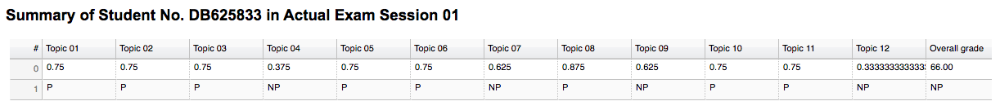 Summary of Student No. DB625833 in Actual Exam Session 01
# Topic 01 Topic 02 Topic 03 Topic 04 Topic 05 Topic 06 Topic 07 Topic 08 Topic 09 Topic 10 Topic 11 Topic 12 Overall grade
0 0.75 0.75 0.75 0.375 0.75 0.75 0.625 0.875 0.625 0.75 0.75 0.3333333333333 66.00
1 P P P NP P P NP P NP P P NP NP